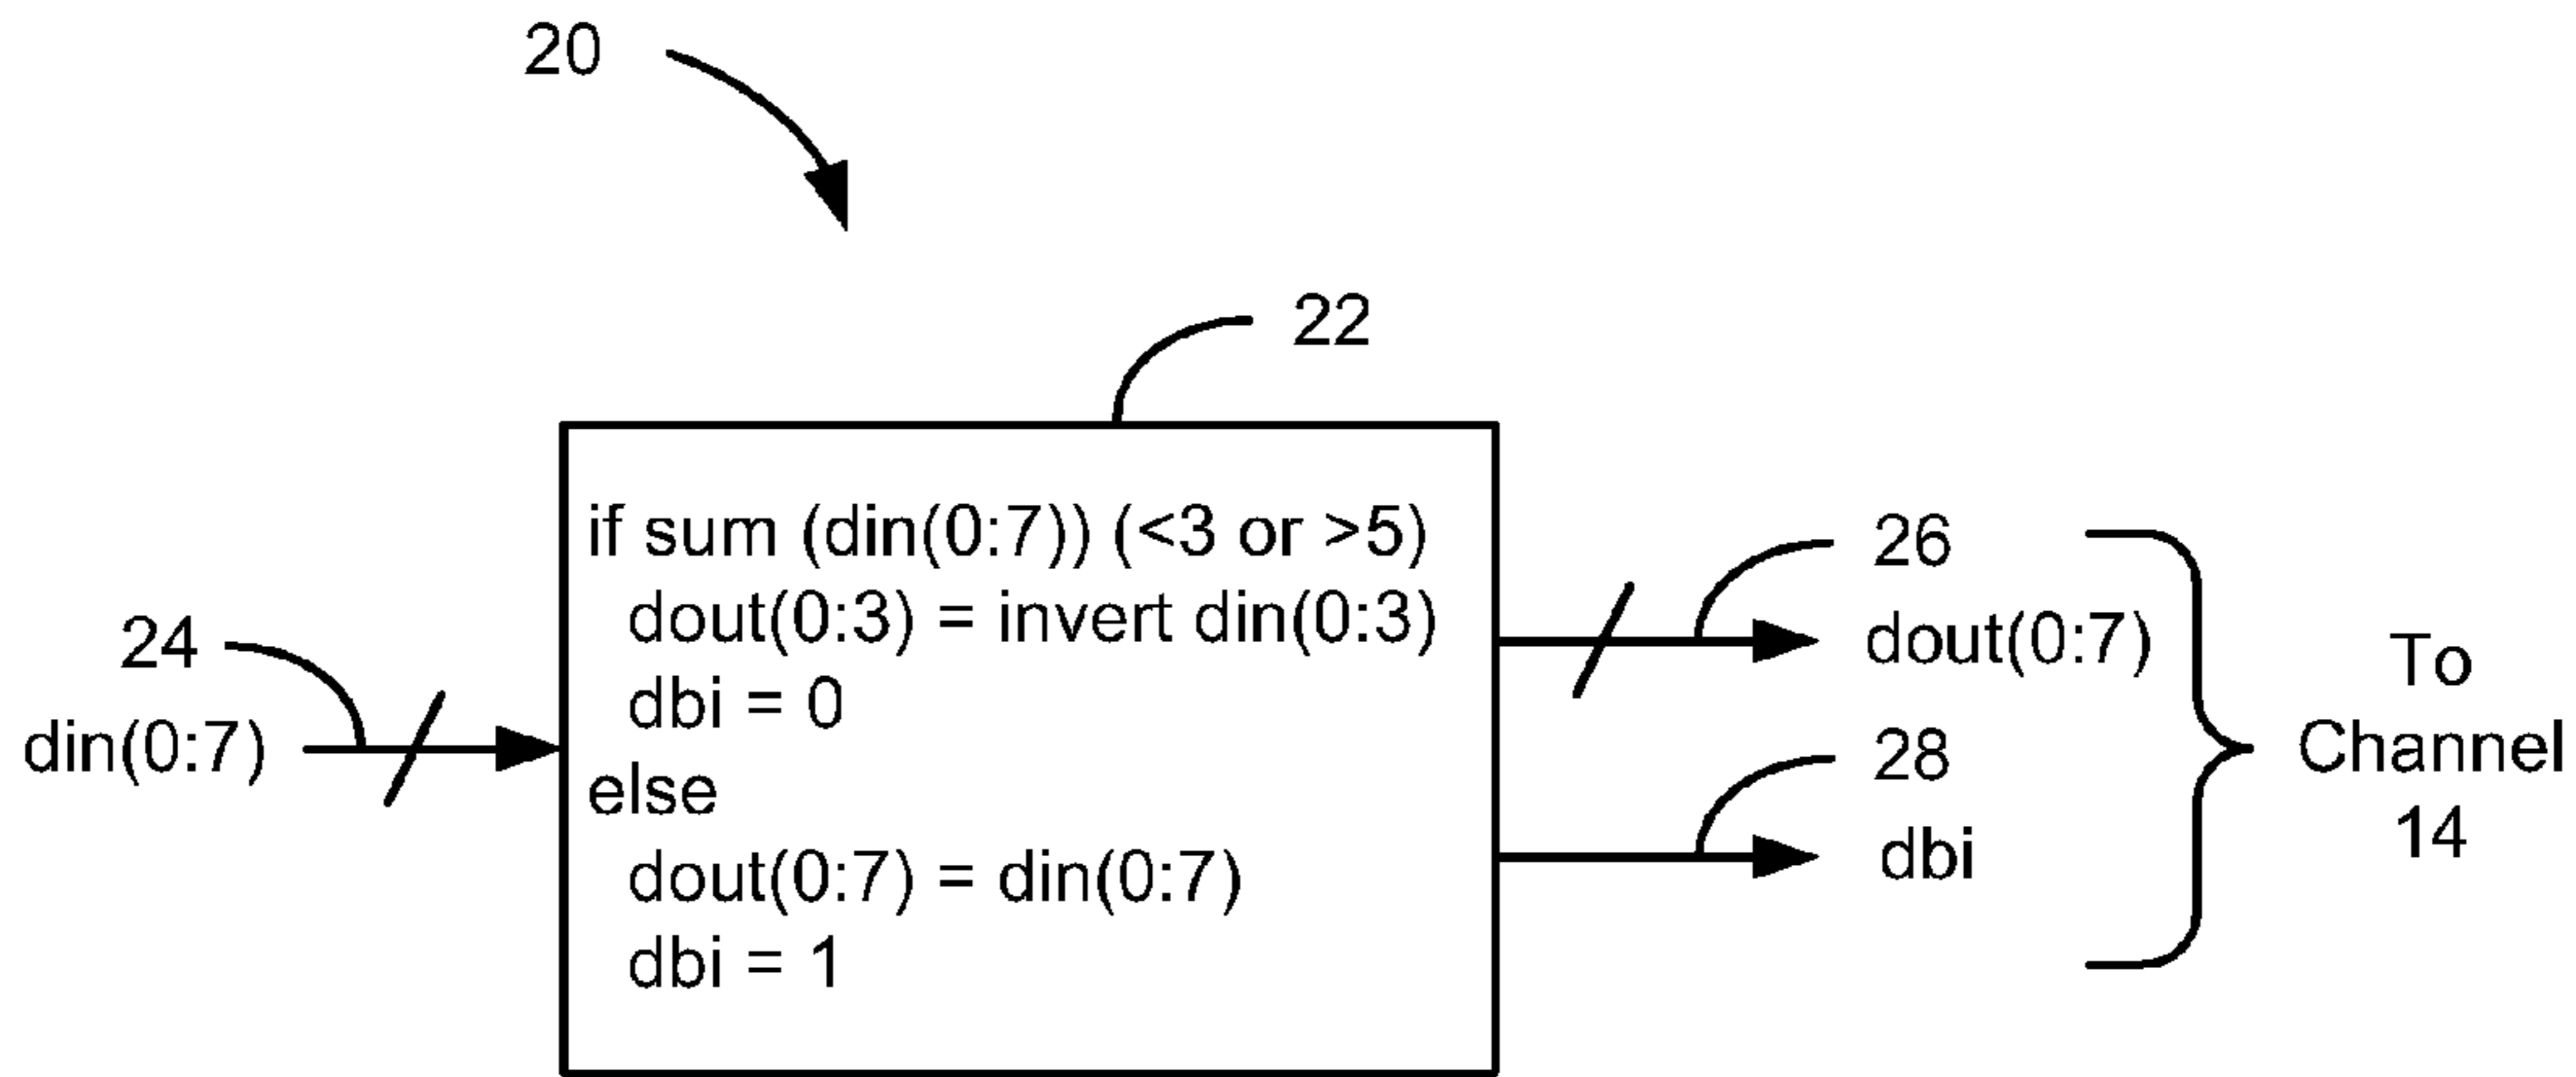 20
22
if sum (din(0:7)) (<3 or >5)
dout(0:3) = invert din(0:3)
dbi = 0
else
dout(0:7) = din(0:7)
dbi = 1
24
din(0:7)
26
dout(0:7)
28
dbi
To
Channel
14